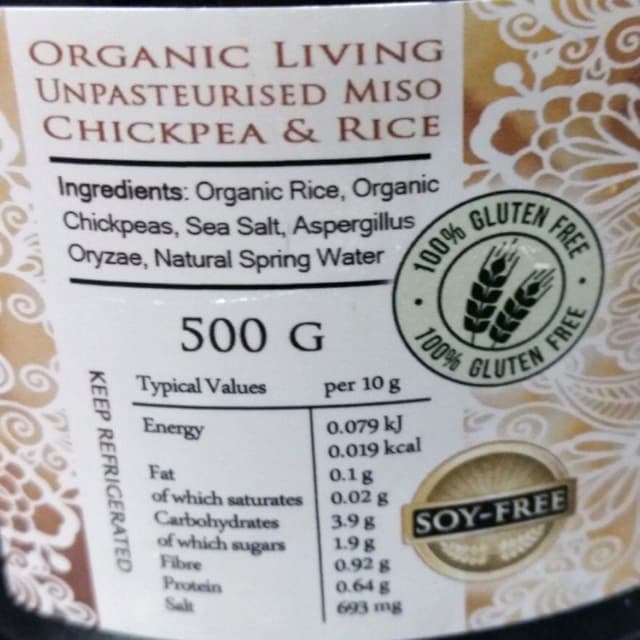 ORGANIC LIVING
UNPASTEURISED MISO
CHICKPEA & RICE
Ingredients: Organic Rice, Organic
Chickpeas, Sea Salt, Aspergillus
Oryzae, Natural Spring Water
100% GLUTEN FREE
100% GLUTEN FREE
500 G
KEEP REFRIGERATED
Typical Values per 10 g
Energy 0.079 kJ
0.019 kcal
Fat 0.1 g
of which saturates 0.02 g
Carbohydrates 3.9 g
of which sugars 1.9 g
Fibre 0.92 g
Protein 0.64 g
Salt 693 mg
SOY-FREE